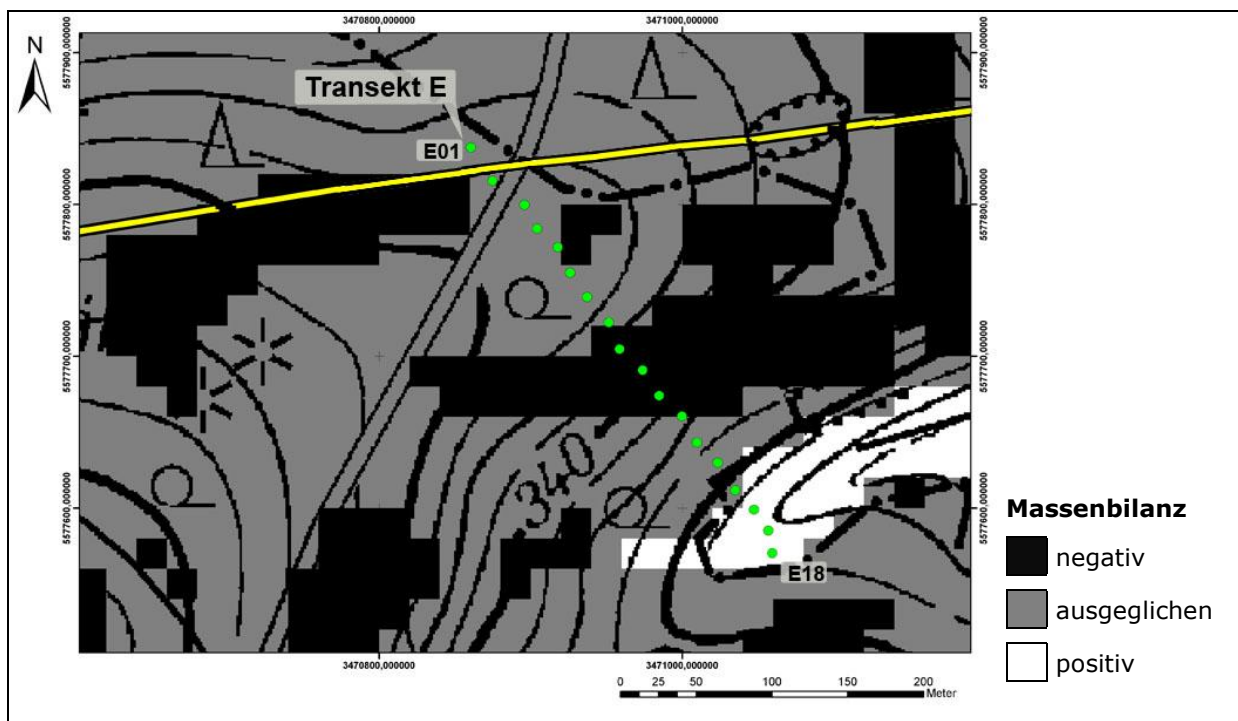 3470800,000000 3471000,000000
N
5577900,000000 5577900,000000
Transekt E
E01
5577800,000000 5577800,000000
5577700,000000 5577700,000000
340
5577600,000000 5577600,000000
E18
Massenbilanz
negativ
ausgeglichen
positiv
3470800,000000 3471000,000000
0 25 50 100 150 200
Meter